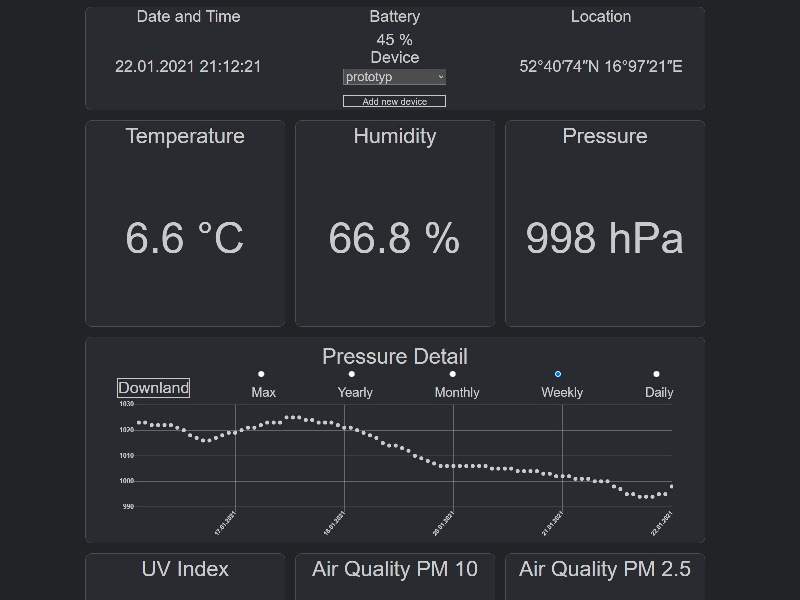 Date and Time
22.01.2021 21:12:21
Battery
45 %
Device
prototyp
Add new device
Location
52°40′74″N 16°97′21″E
Temperature
6.6 °C
Humidity
66.8 %
Pressure
998 hPa
Pressure Detail
Downland
Max
Yearly
Monthly
Weekly
Daily
1030
1020
1010
1000
990
17.01.2021
18.01.2021
20.01.2021
21.01.2021
22.01.2021
UV Index
Air Quality PM 10
Air Quality PM 2.5